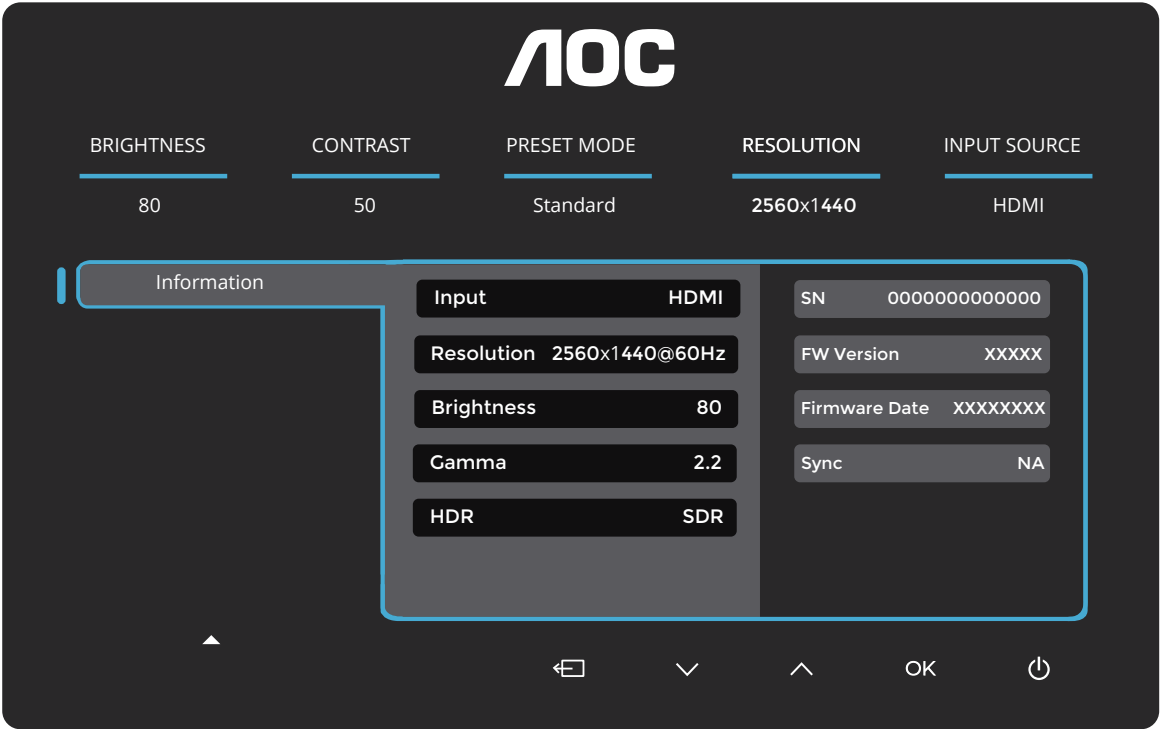 AOC
BRIGHTNESS CONTRAST PRESET MODE RESOLUTION INPUT SOURCE
80 50 Standard 2560x1440 HDMI
Information
Input HDMI
Resolution 2560x1440@60Hz
Brightness 80
Gamma 2.2
HDR SDR
SN 0000000000000
FW Version XXXXX
Firmware Date XXXXXXXX
Sync NA
OK